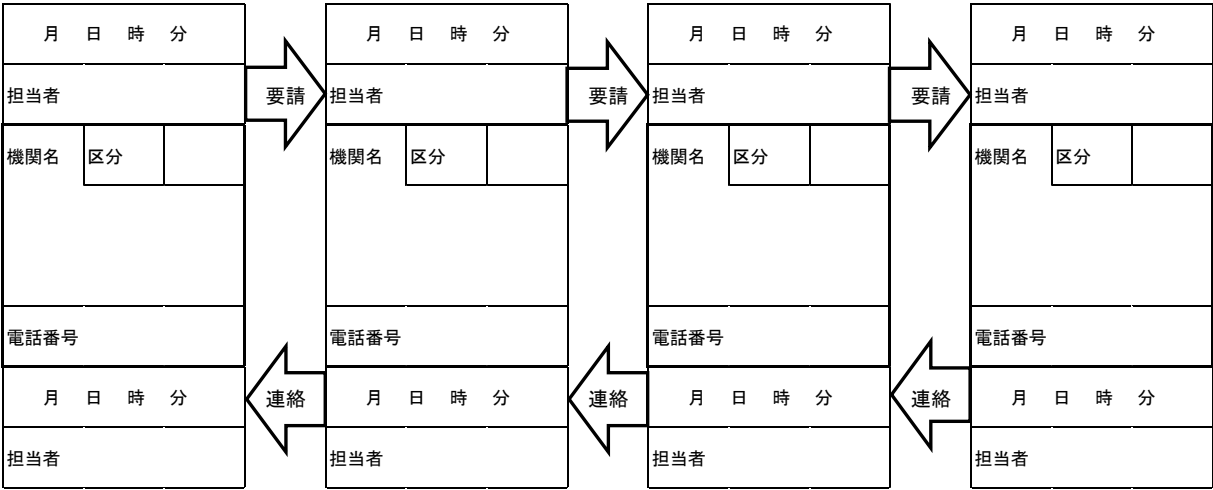 月 日 時 分 月 日 時 分 月 日 時 分 月 日 時 分
担当者 要請 担当者 要請 担当者 要請 担当者
機関名 区分 機関名 区分 機関名 区分 機関名 区分
電話番号 電話番号 電話番号 電話番号
月 日 時 分 連絡 月 日 時 分 連絡 月 日 時 分 連絡 月 日 時 分
担当者 担当者 担当者 担当者